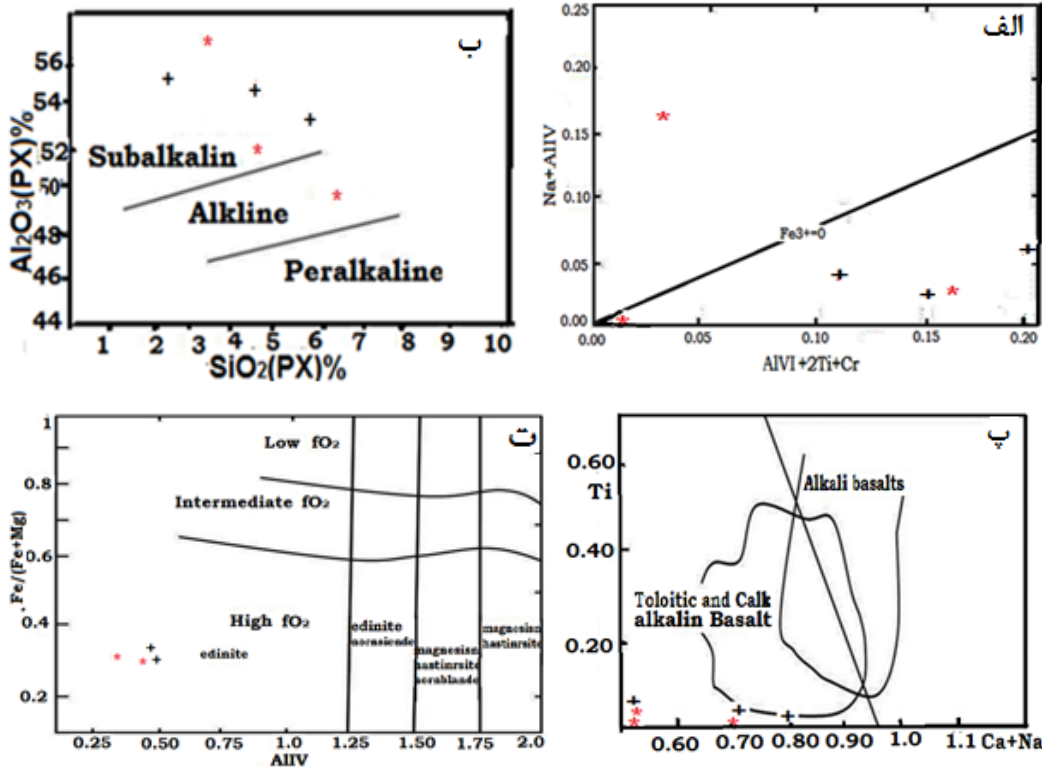 ب
Al₂O₃(PX)%
56
54
52
50
48
46
44
Subalkalin
Alkline
Peralkaline
1 2 3 4 5 6 7 8 9 10
SiO₂(PX)%
الف
Na+AlIV
0.25
0.20
0.15
0.10
0.05
0.00
Fe3+=0
0.00 0.05 0.10 0.15 0.20
AlVI+2Ti+Cr
ت
Fe/(Fe+Mg)
1
0.8
0.6
0.4
0.2
Low fO₂
Intermediate fO₂
High fO₂
edinite
edinite
magnesisn
hastinrsite
magnesisn
hastinrsite
0.25 0.50 1.0 1.25 1.50 1.75 2.0
AlIV
پ
0.60
Ti
0.40
0.20
Alkali basalts
Toloitic and Calk
alkalin Basalt
0.60 0.70 0.80 0.90 1.0 1.1 Ca+Na